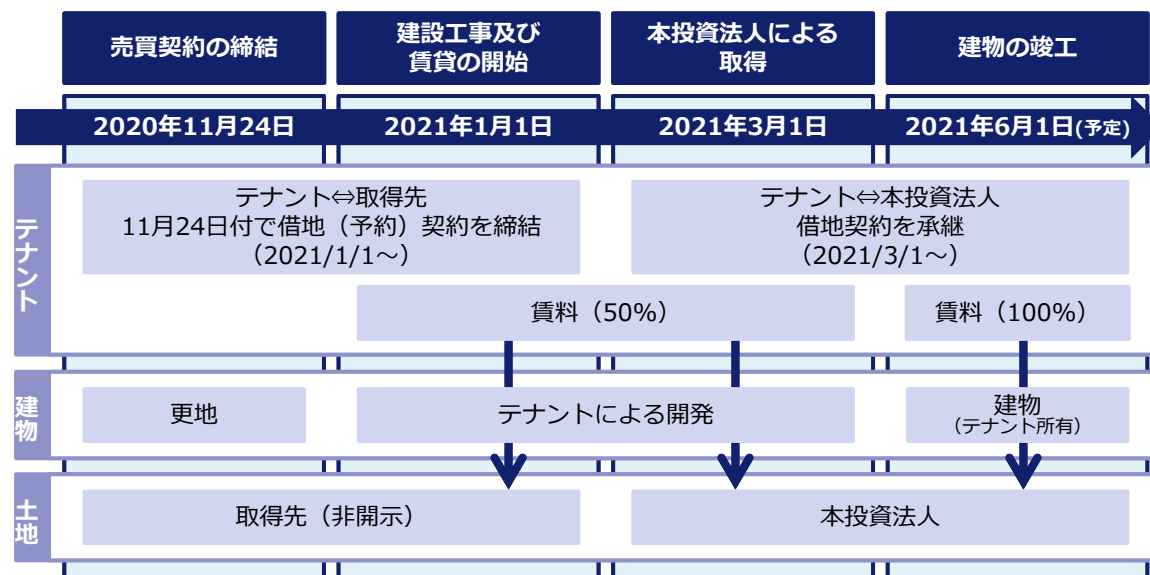 売買契約の締結
建設工事及び
賃貸の開始
本投資法人による
取得
建物の竣工
2020年11月24日
2021年1月1日
2021年3月1日
2021年6月1日(予定)
テナント
テナント⇔取得先
11月24日付で借地（予約）契約を締結
（2021/1/1～）
テナント⇔本投資法人
借地契約を承継
（2021/3/1～）
賃料（50%）
賃料（100%）
建物
更地
テナントによる開発
建物
（テナント所有）
土地
取得先（非開示）
本投資法人